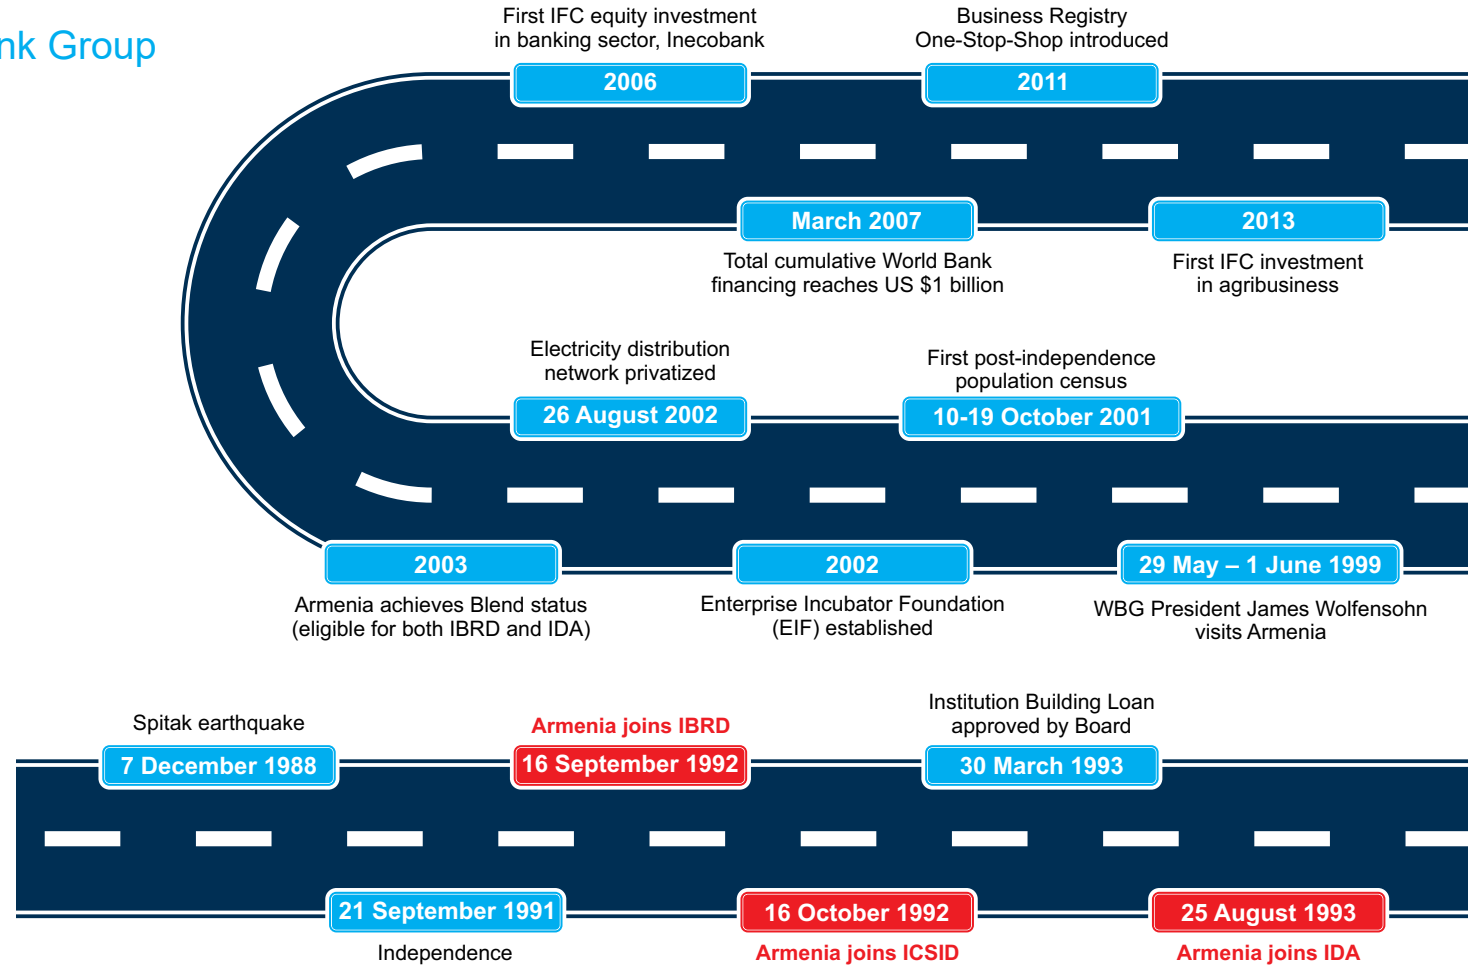 nk Group
First IFC equity investment
in banking sector, Inecobank
2006
Business Registry
One-Stop-Shop introduced
2011
March 2007
Total cumulative World Bank
financing reaches US $1 billion
2013
First IFC investment
in agribusiness
Electricity distribution
network privatized
26 August 2002
First post-independence
population census
10-19 October 2001
2003
Armenia achieves Blend status
(eligible for both IBRD and IDA)
2002
Enterprise Incubator Foundation
(EIF) established
29 May – 1 June 1999
WBG President James Wolfensohn
visits Armenia
Spitak earthquake
7 December 1988
Armenia joins IBRD
16 September 1992
Institution Building Loan
approved by Board
30 March 1993
21 September 1991
Independence
16 October 1992
Armenia joins ICSID
25 August 1993
Armenia joins IDA